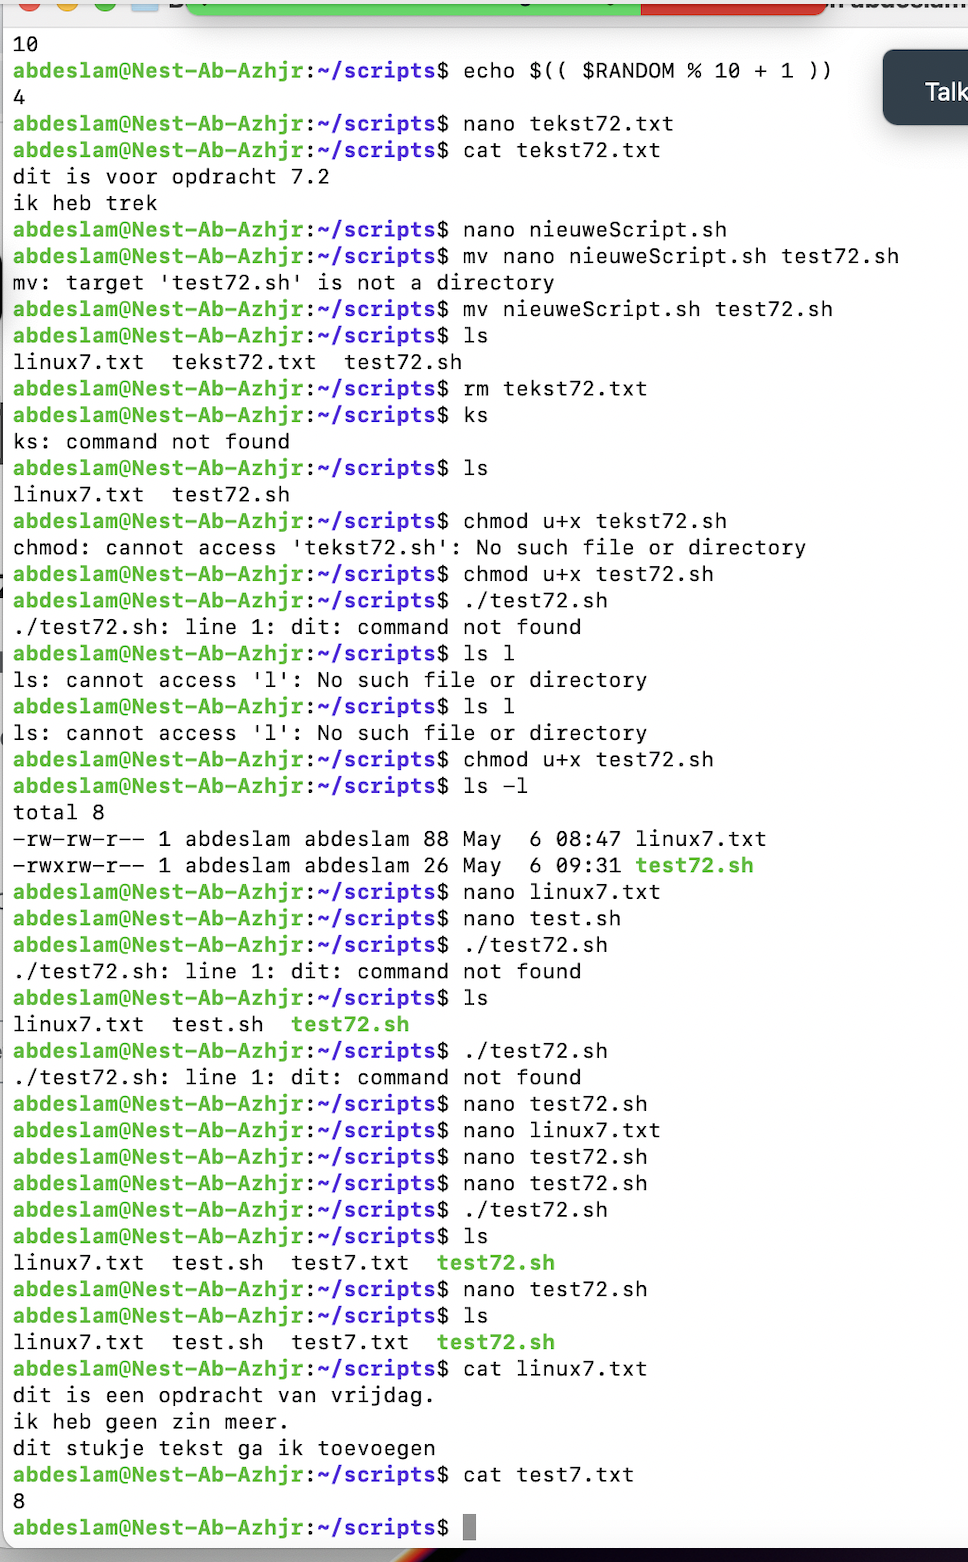 10
abdeslam@Nest-Ab-Azhjr:~/scripts$ echo $(( $RANDOM % 10 + 1 ))
Talk
4
abdeslam@Nest-Ab-Azhjr:~/scripts$ nano tekst72.txt
abdeslam@Nest-Ab-Azhjr:~/scripts$ cat tekst72.txt
dit is voor opdracht 7.2
ik heb trek
abdeslam@Nest-Ab-Azhjr:~/scripts$ nano nieuweScript.sh
abdeslam@Nest-Ab-Azhjr:~/scripts$ mv nano nieuweScript.sh test72.sh
mv: target 'test72.sh' is not a directory
abdeslam@Nest-Ab-Azhjr:~/scripts$ mv nieuweScript.sh test72.sh
abdeslam@Nest-Ab-Azhjr:~/scripts$ ls
linux7.txt  tekst72.txt  test72.sh
abdeslam@Nest-Ab-Azhjr:~/scripts$ rm tekst72.txt
abdeslam@Nest-Ab-Azhjr:~/scripts$ ks
ks: command not found
abdeslam@Nest-Ab-Azhjr:~/scripts$ ls
linux7.txt  test72.sh
abdeslam@Nest-Ab-Azhjr:~/scripts$ chmod u+x tekst72.sh
chmod: cannot access 'tekst72.sh': No such file or directory
abdeslam@Nest-Ab-Azhjr:~/scripts$ chmod u+x test72.sh
abdeslam@Nest-Ab-Azhjr:~/scripts$ ./test72.sh
./test72.sh: line 1: dit: command not found
abdeslam@Nest-Ab-Azhjr:~/scripts$ ls l
ls: cannot access 'l': No such file or directory
abdeslam@Nest-Ab-Azhjr:~/scripts$ ls l
ls: cannot access 'l': No such file or directory
abdeslam@Nest-Ab-Azhjr:~/scripts$ chmod u+x test72.sh
abdeslam@Nest-Ab-Azhjr:~/scripts$ ls -l
total 8
-rw-rw-r-- 1 abdeslam abdeslam 88 May  6 08:47 linux7.txt
-rwxrw-r-- 1 abdeslam abdeslam 26 May  6 09:31 test72.sh
abdeslam@Nest-Ab-Azhjr:~/scripts$ nano linux7.txt
abdeslam@Nest-Ab-Azhjr:~/scripts$ nano test.sh
abdeslam@Nest-Ab-Azhjr:~/scripts$ ./test72.sh
./test72.sh: line 1: dit: command not found
abdeslam@Nest-Ab-Azhjr:~/scripts$ ls
linux7.txt  test.sh  test72.sh
abdeslam@Nest-Ab-Azhjr:~/scripts$ ./test72.sh
./test72.sh: line 1: dit: command not found
abdeslam@Nest-Ab-Azhjr:~/scripts$ nano test72.sh
abdeslam@Nest-Ab-Azhjr:~/scripts$ nano linux7.txt
abdeslam@Nest-Ab-Azhjr:~/scripts$ nano test72.sh
abdeslam@Nest-Ab-Azhjr:~/scripts$ nano test72.sh
abdeslam@Nest-Ab-Azhjr:~/scripts$ ./test72.sh
abdeslam@Nest-Ab-Azhjr:~/scripts$ ls
linux7.txt  test.sh  test7.txt  test72.sh
abdeslam@Nest-Ab-Azhjr:~/scripts$ nano test72.sh
abdeslam@Nest-Ab-Azhjr:~/scripts$ ls
linux7.txt  test.sh  test7.txt  test72.sh
abdeslam@Nest-Ab-Azhjr:~/scripts$ cat linux7.txt
dit is een opdracht van vrijdag.
ik heb geen zin meer.
dit stukje tekst ga ik toevoegen
abdeslam@Nest-Ab-Azhjr:~/scripts$ cat test7.txt
8
abdeslam@Nest-Ab-Azhjr:~/scripts$